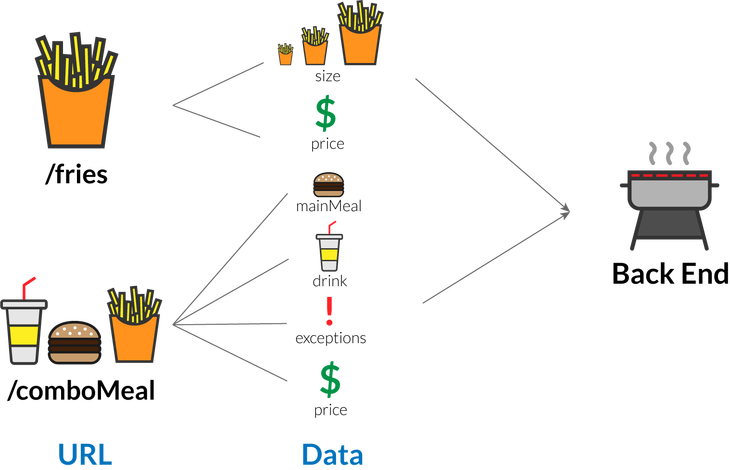 size
$
price
/fries
mainMeal
drink
!
exceptions
$
price
/comboMeal
Back End
URL
Data